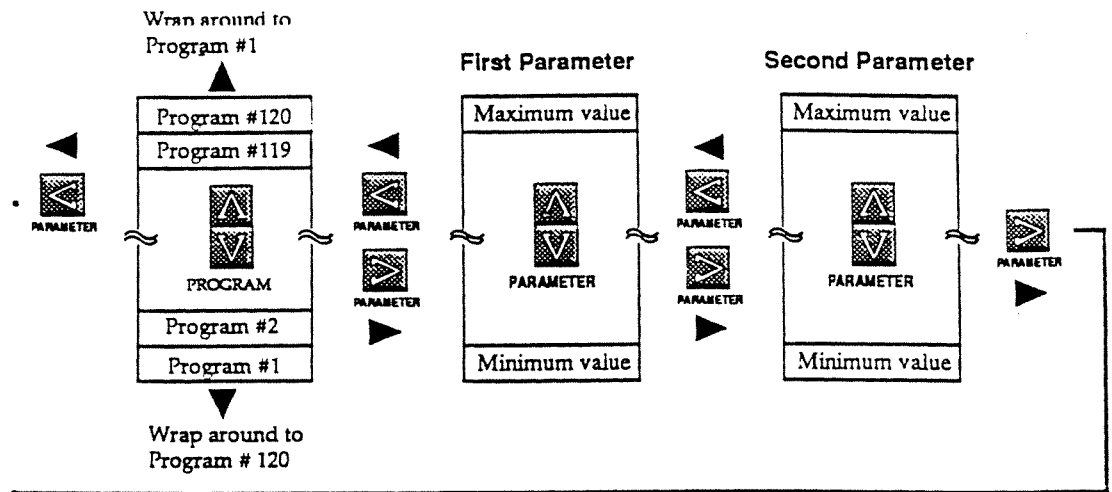 Wrap around to
Program #1
First Parameter
Second Parameter
Program #120
Maximum value
Maximum value
Program #119
PARAMETER
PARAMETER
PARAMETER
PROGRAM
PARAMETER
PARAMETER
PARAMETER
PARAMETER
PARAMETER
Program #2
Program #1
Minimum value
Minimum value
Wrap around to
Program # 120